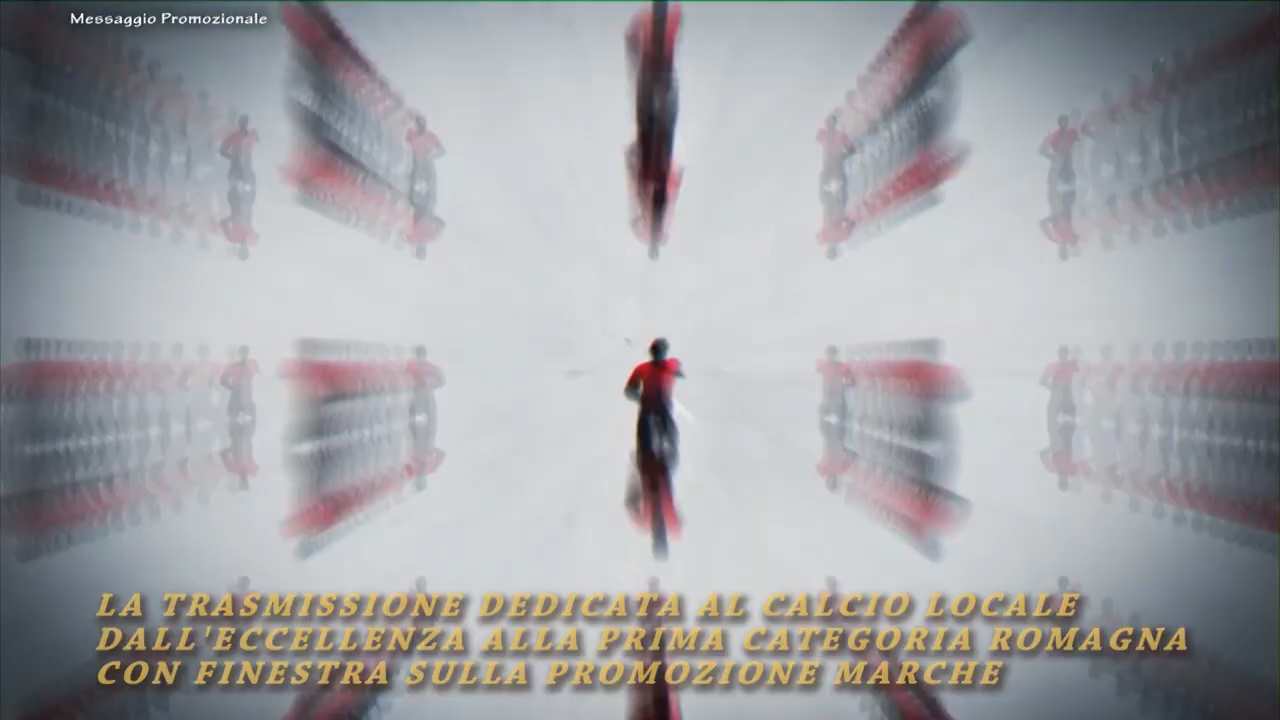 Messaggio Promozionale
LA TRASMISSIONE DEDICATA AL CALCIO LOCALE
DALL'ECCELLENZA ALLA PRIMA CATEGORIA ROMAGNA
CON FINESTRA SULLA PROMOZIONE MARCHE